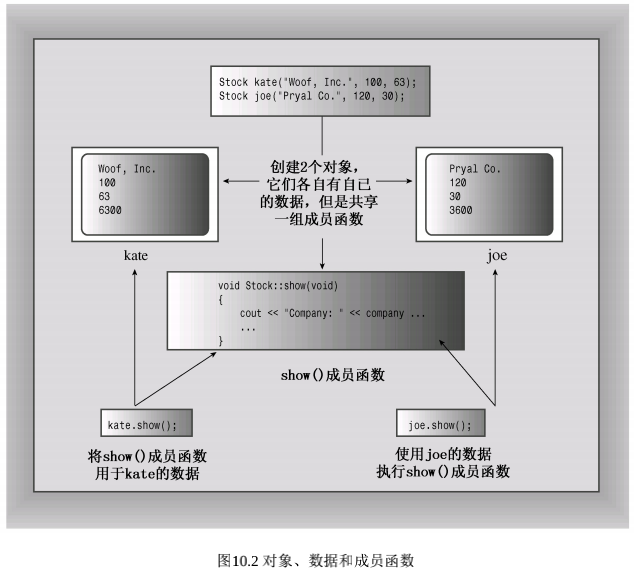 Stock kate("Woof, Inc.", 100, 63);
Stock joe("Pryal Co.", 120, 30);
Woof, Inc.
100
63
6300
kate
创建2个对象，
它们各自有自已
的数据，但是共享
一组成员函数
Pryal Co.
120
30
3600
joe
void Stock::show(void)
{
cout << "Company: " << company ...
...
}
show()成员函数
kate.show();
将show()成员函数
用于kate的数据
joe.show();
使用joe的数据
执行show()成员函数
图10.2 对象、数据和成员函数